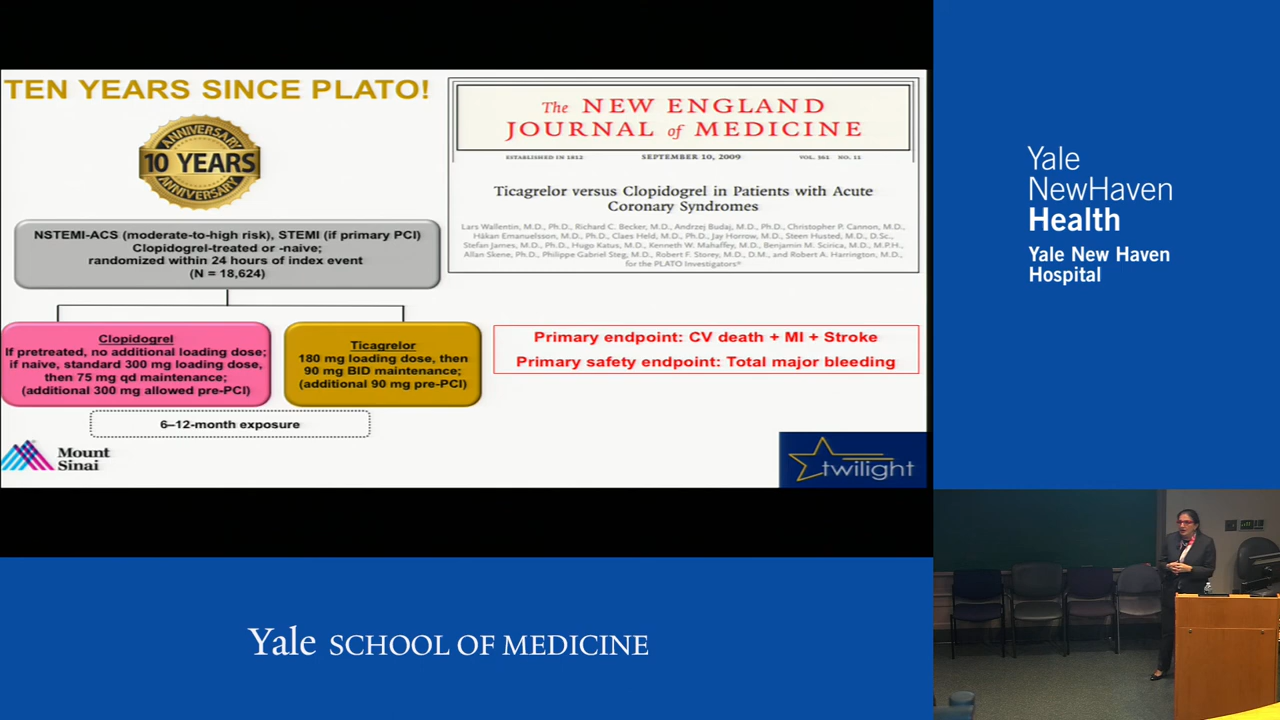 TEN YEARS SINCE PLATO!
ANNIVERSARY
10 YEARS
ANNIVERSARY
The NEW ENGLAND
JOURNAL of MEDICINE
ESTABLISHED IN 1812 SEPTEMBER 10, 2009 VOL. 361 NO. 11
Ticagrelor versus Clopidogrel in Patients with Acute
Coronary Syndromes
Lars Wallentin, M.D., Ph.D., Richard C. Becker, M.D., Andrzej Budaj, M.D., Ph.D., Christopher P. Cannon, M.D.,
Håkan Emanuelsson, M.D., Ph.D., Claes Held, M.D., Ph.D., Jay Horrow, M.D., Steen Husted, M.D., D.Sc.,
Stefan James, M.D., Ph.D., Hugo Katus, M.D., Kenneth W. Mahaffey, M.D., Benjamin M. Scirica, M.D., M.P.H.,
Allan Skene, Ph.D., Philippe Gabriel Steg, M.D., Robert F. Storey, M.D., D.M., and Robert A. Harrington, M.D.,
for the PLATO Investigators*
NSTEMI-ACS (moderate-to-high risk), STEMI (if primary PCI)
Clopidogrel-treated or -naive;
randomized within 24 hours of index event
(N = 18,624)
Clopidogrel
If pretreated, no additional loading dose;
if naive, standard 300 mg loading dose,
then 75 mg qd maintenance;
(additional 300 mg allowed pre-PCI)
Ticagrelor
180 mg loading dose, then
90 mg BID maintenance;
(additional 90 mg pre-PCI)
Primary endpoint: CV death + MI + Stroke
Primary safety endpoint: Total major bleeding
6–12-month exposure
Mount
Sinai
twilight
Yale
NewHaven
Health
Yale New Haven
Hospital
Yale SCHOOL OF MEDICINE